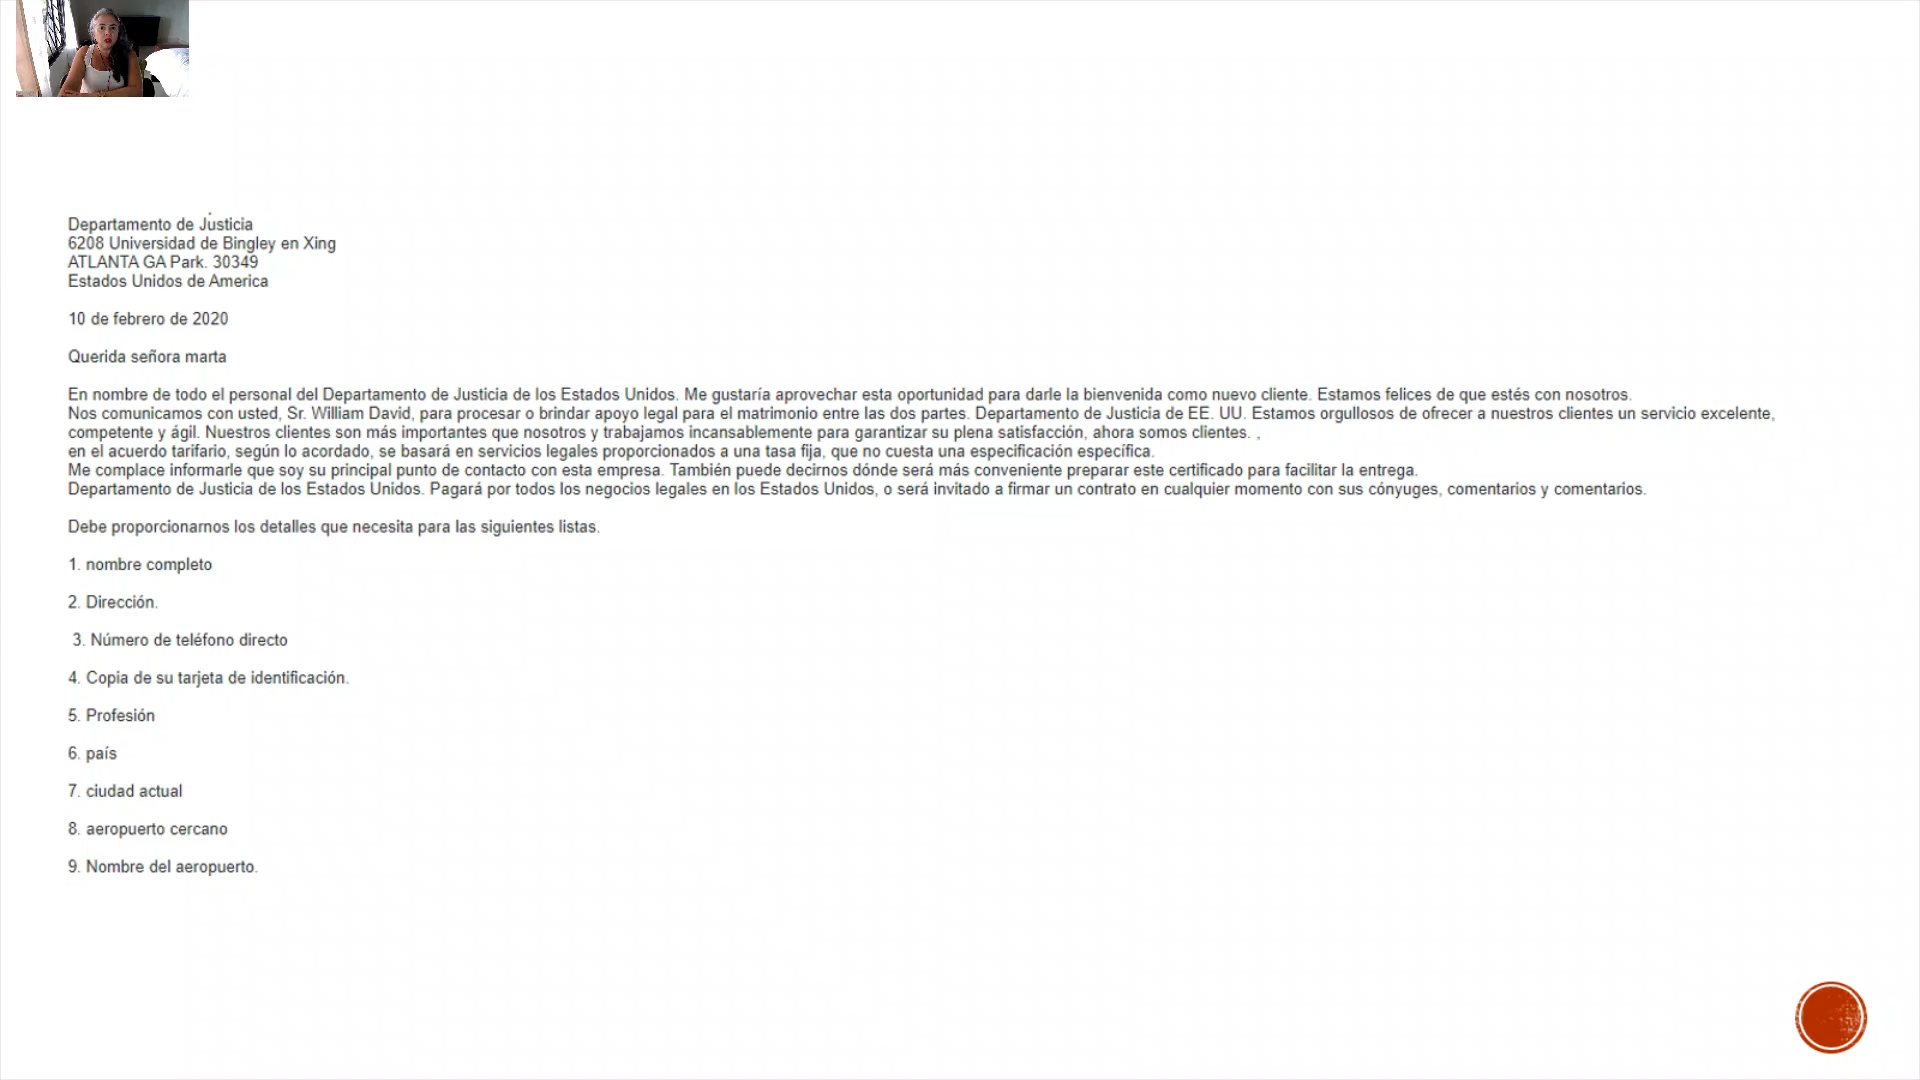 Departamento de Justicia
6208 Universidad de Bingley en Xing
ATLANTA GA Park. 30349
Estados Unidos de America
10 de febrero de 2020
Querida señora marta
En nombre de todo el personal del Departamento de Justicia de los Estados Unidos. Me gustaría aprovechar esta oportunidad para darle la bienvenida como nuevo cliente. Estamos felices de que estés con nosotros.
Nos comunicamos con usted, Sr. William David, para procesar o brindar apoyo legal para el matrimonio entre las dos partes. Departamento de Justicia de EE. UU. Estamos orgullosos de ofrecer a nuestros clientes un servicio excelente,
competente y ágil. Nuestros clientes son más importantes que nosotros y trabajamos incansablemente para garantizar su plena satisfacción, ahora somos clientes. ,
en el acuerdo tarifario, según lo acordado, se basará en servicios legales proporcionados a una tasa fija, que no cuesta una especificación específica.
Me complace informarle que soy su principal punto de contacto con esta empresa. También puede decirnos dónde será más conveniente preparar este certificado para facilitar la entrega.
Departamento de Justicia de los Estados Unidos. Pagará por todos los negocios legales en los Estados Unidos, o será invitado a firmar un contrato en cualquier momento con sus cónyuges, comentarios y comentarios.
Debe proporcionarnos los detalles que necesita para las siguientes listas.
1. nombre completo
2. Dirección.
3. Número de teléfono directo
4. Copia de su tarjeta de identificación.
5. Profesión
6. país
7. ciudad actual
8. aeropuerto cercano
9. Nombre del aeropuerto.